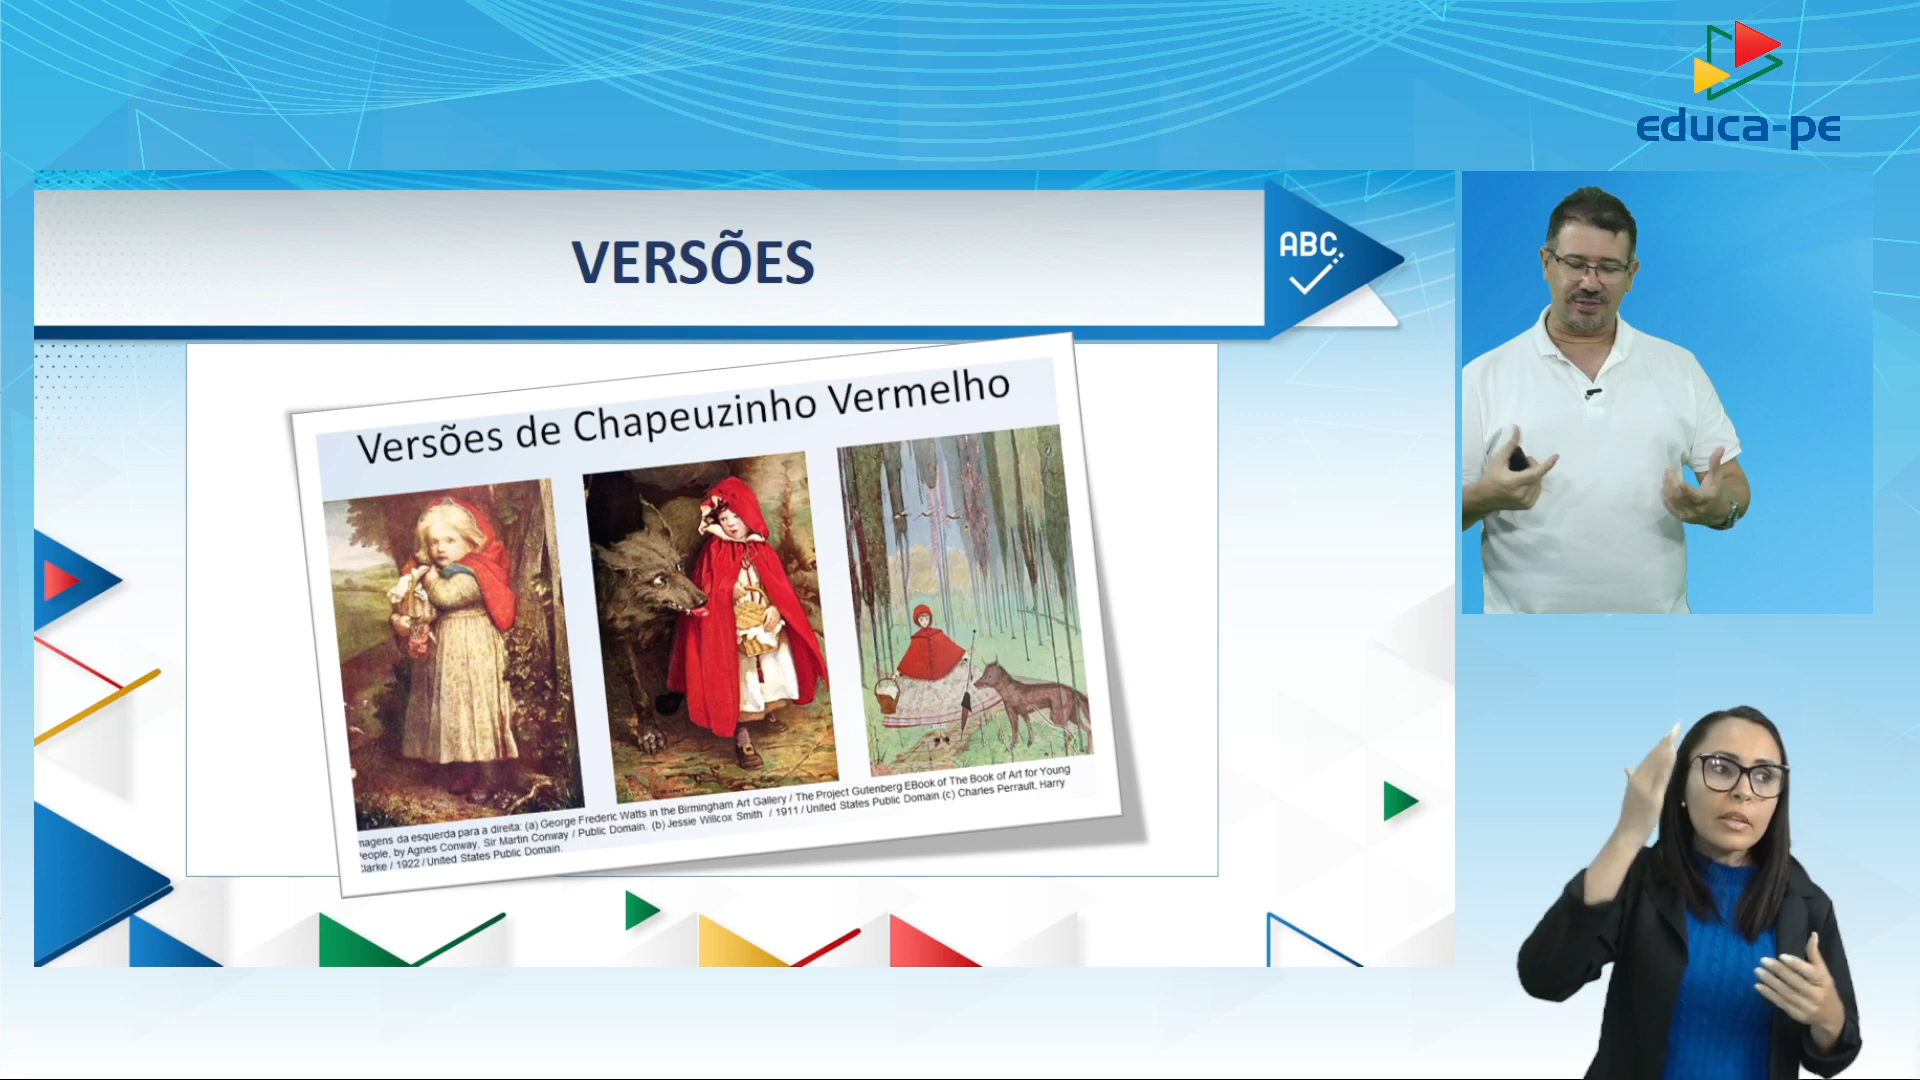 educa-pe
VERSÕES
ABC
Versões de Chapeuzinho Vermelho
magens da esquerda para a direita: (a) George Frederic Watts in the Birmingham Art Gallery / The Project Gutenberg EBook of The Book of Art for Young
People, by Agnes Conway, Sir Martin Conway / Public Domain. (b) Jessie Willcox Smith / 1911 / United States Public Domain.(c) Charles Perrault, Harry
Clarke / 1922 / United States Public Domain.